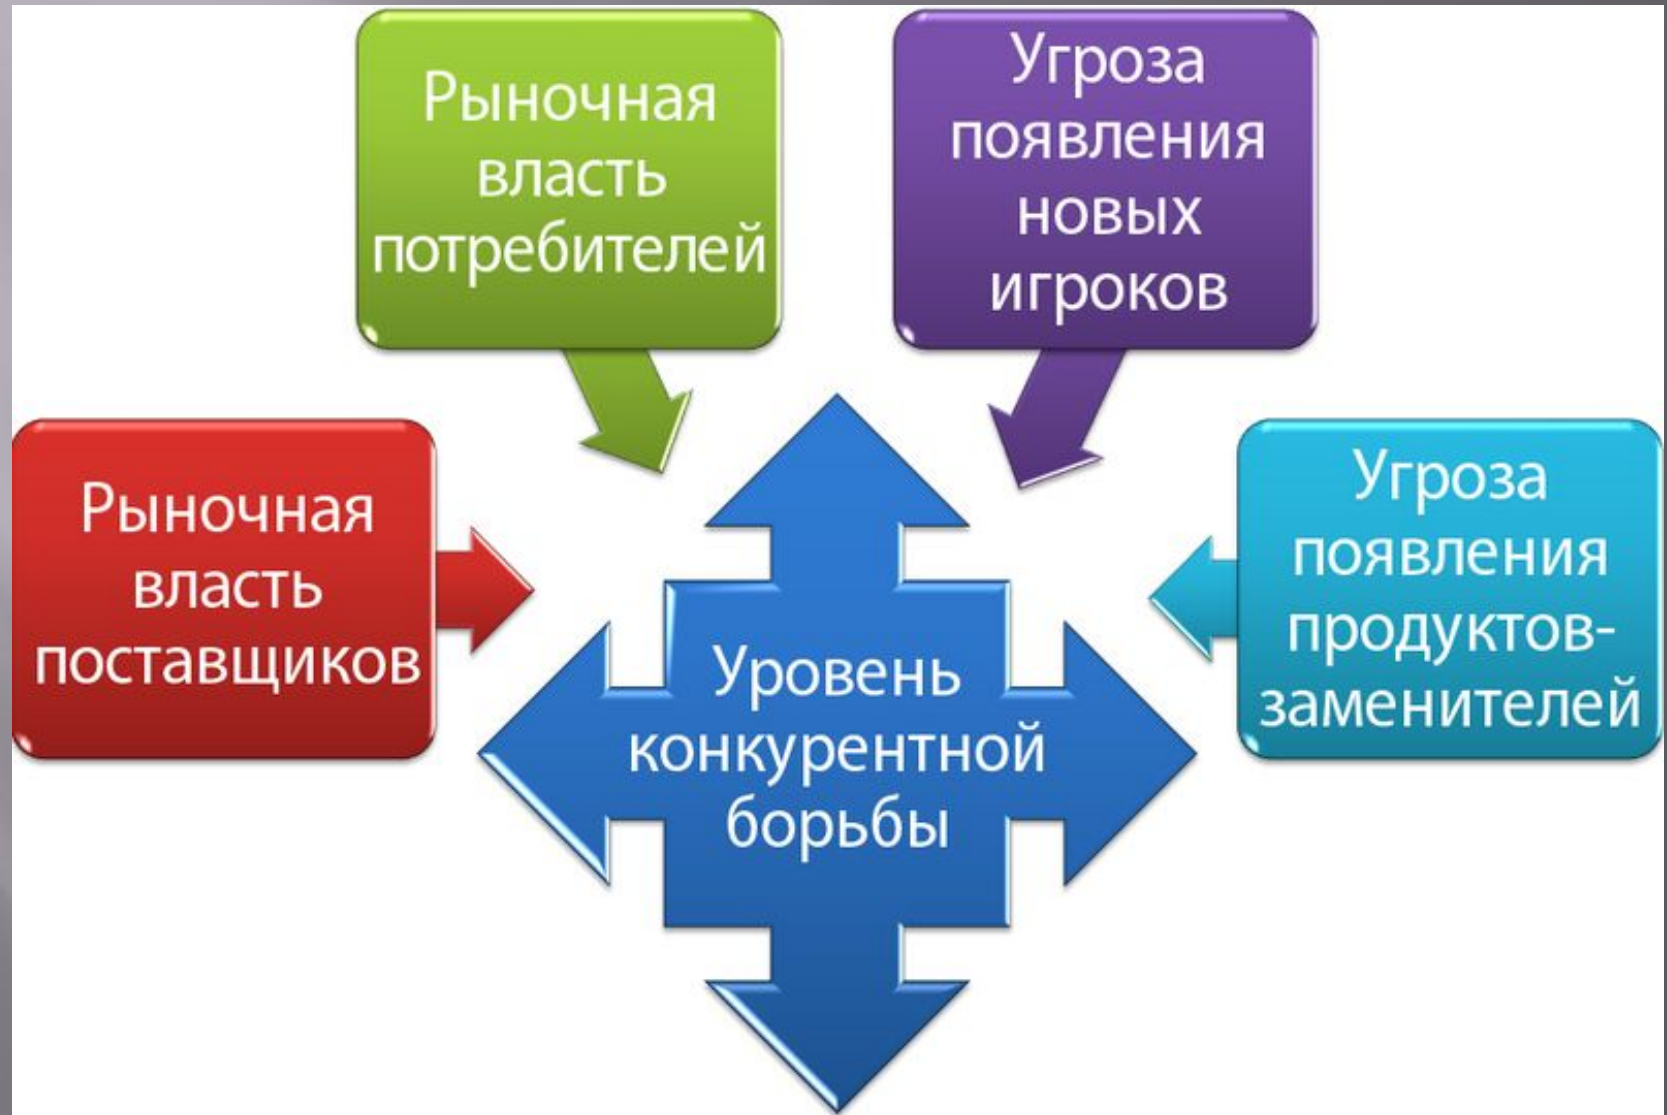 Рыночная
власть
потребителей
Угроза
появления
новых
игроков
Рыночная
власть
поставщиков
Угроза
появления
продуктов-
заменителей
Уровень
конкурентной
борьбы